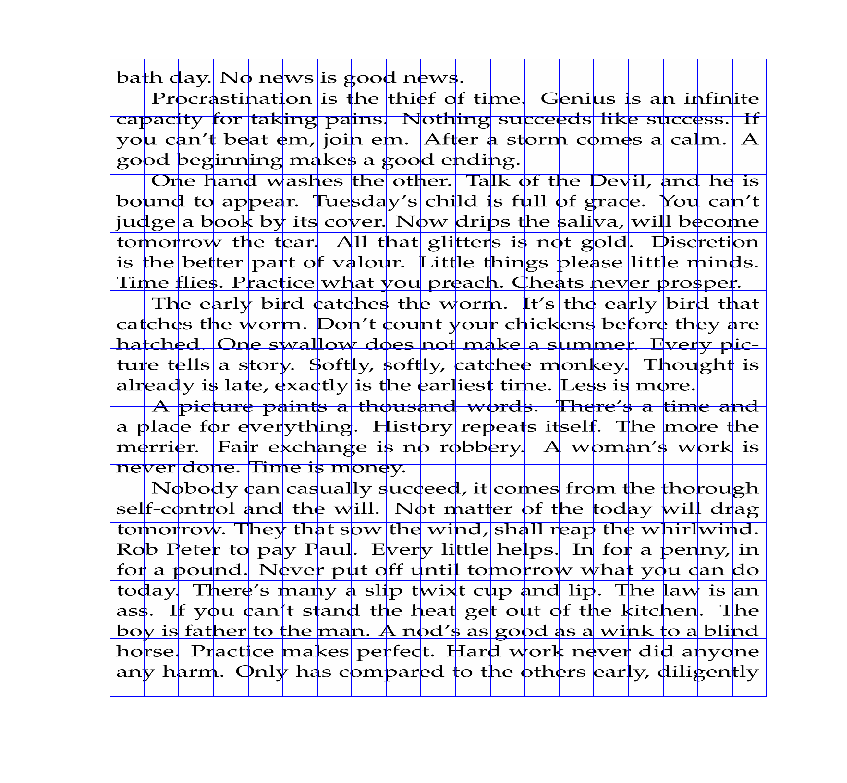 bath day. No news is good news.
Procrastination is the thief of time. Genius is an infinite
capacity for taking pains. Nothing succeeds like success. If
you can't beat em, join em. After a storm comes a calm. A
good beginning makes a good ending.
One hand washes the other. Talk of the Devil, and he is
bound to appear. Tuesday's child is full of grace. You can't
judge a book by its cover. Now drips the saliva, will become
tomorrow the tear. All that glitters is not gold. Discretion
is the better part of valour. Little things please little minds.
Time flies. Practice what you preach. Cheats never prosper.
The early bird catches the worm. It's the early bird that
catches the worm. Don't count your chickens before they are
hatched. One swallow does not make a summer. Every pic-
ture tells a story. Softly, softly, catchee monkey. Thought is
already is late, exactly is the earliest time. Less is more.
A picture paints a thousand words. There's a time and
a place for everything. History repeats itself. The more the
merrier. Fair exchange is no robbery. A woman's work is
never done. Time is money.
Nobody can casually succeed, it comes from the thorough
self-control and the will. Not matter of the today will drag
tomorrow. They that sow the wind, shall reap the whirlwind.
Rob Peter to pay Paul. Every little helps. In for a penny, in
for a pound. Never put off until tomorrow what you can do
today. There's many a slip twixt cup and lip. The law is an
ass. If you can't stand the heat get out of the kitchen. The
boy is father to the man. A nod's as good as a wink to a blind
horse. Practice makes perfect. Hard work never did anyone
any harm. Only has compared to the others early, diligently